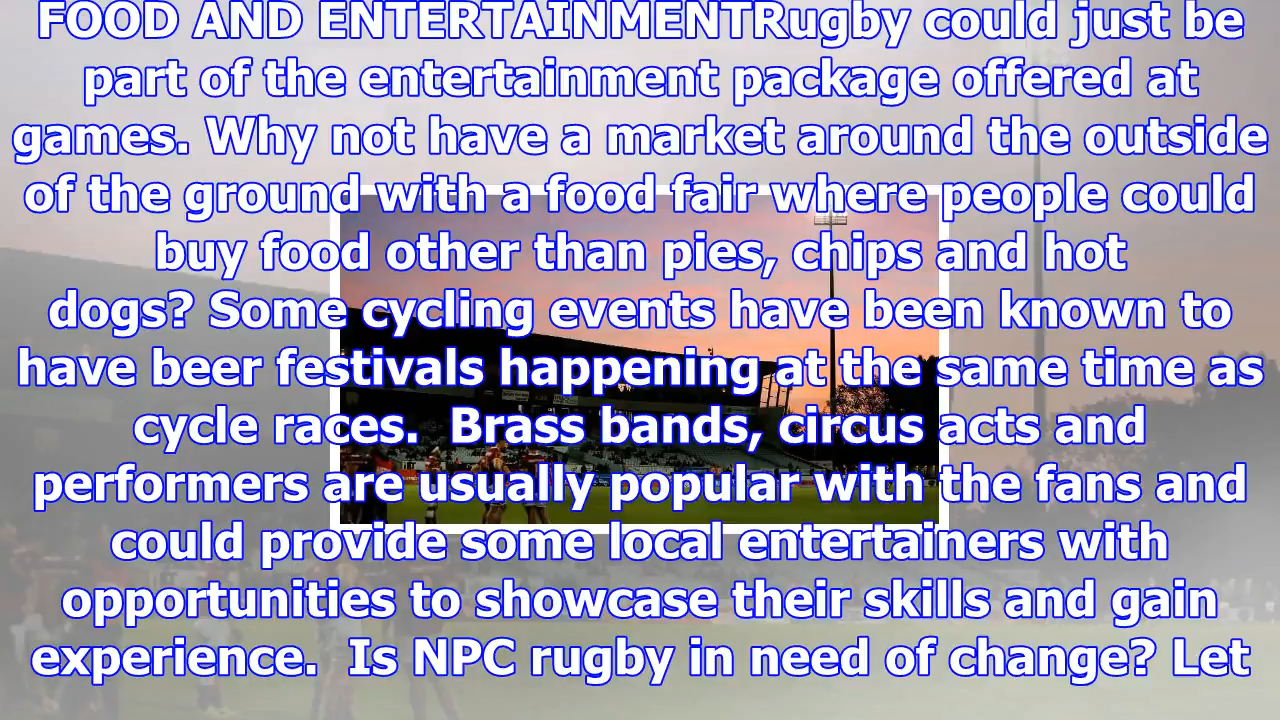 FOOD AND ENTERTAINMENTRugby could just be
part of the entertainment package offered at
games. Why not have a market around the outside
of the ground with a food fair where people could
buy food other than pies, chips and hot
dogs? Some cycling events have been known to
have beer festivals happening at the same time as
cycle races.  Brass bands, circus acts and
performers are usually popular with the fans and
could provide some local entertainers with
opportunities to showcase their skills and gain
experience.  Is NPC rugby in need of change? Let